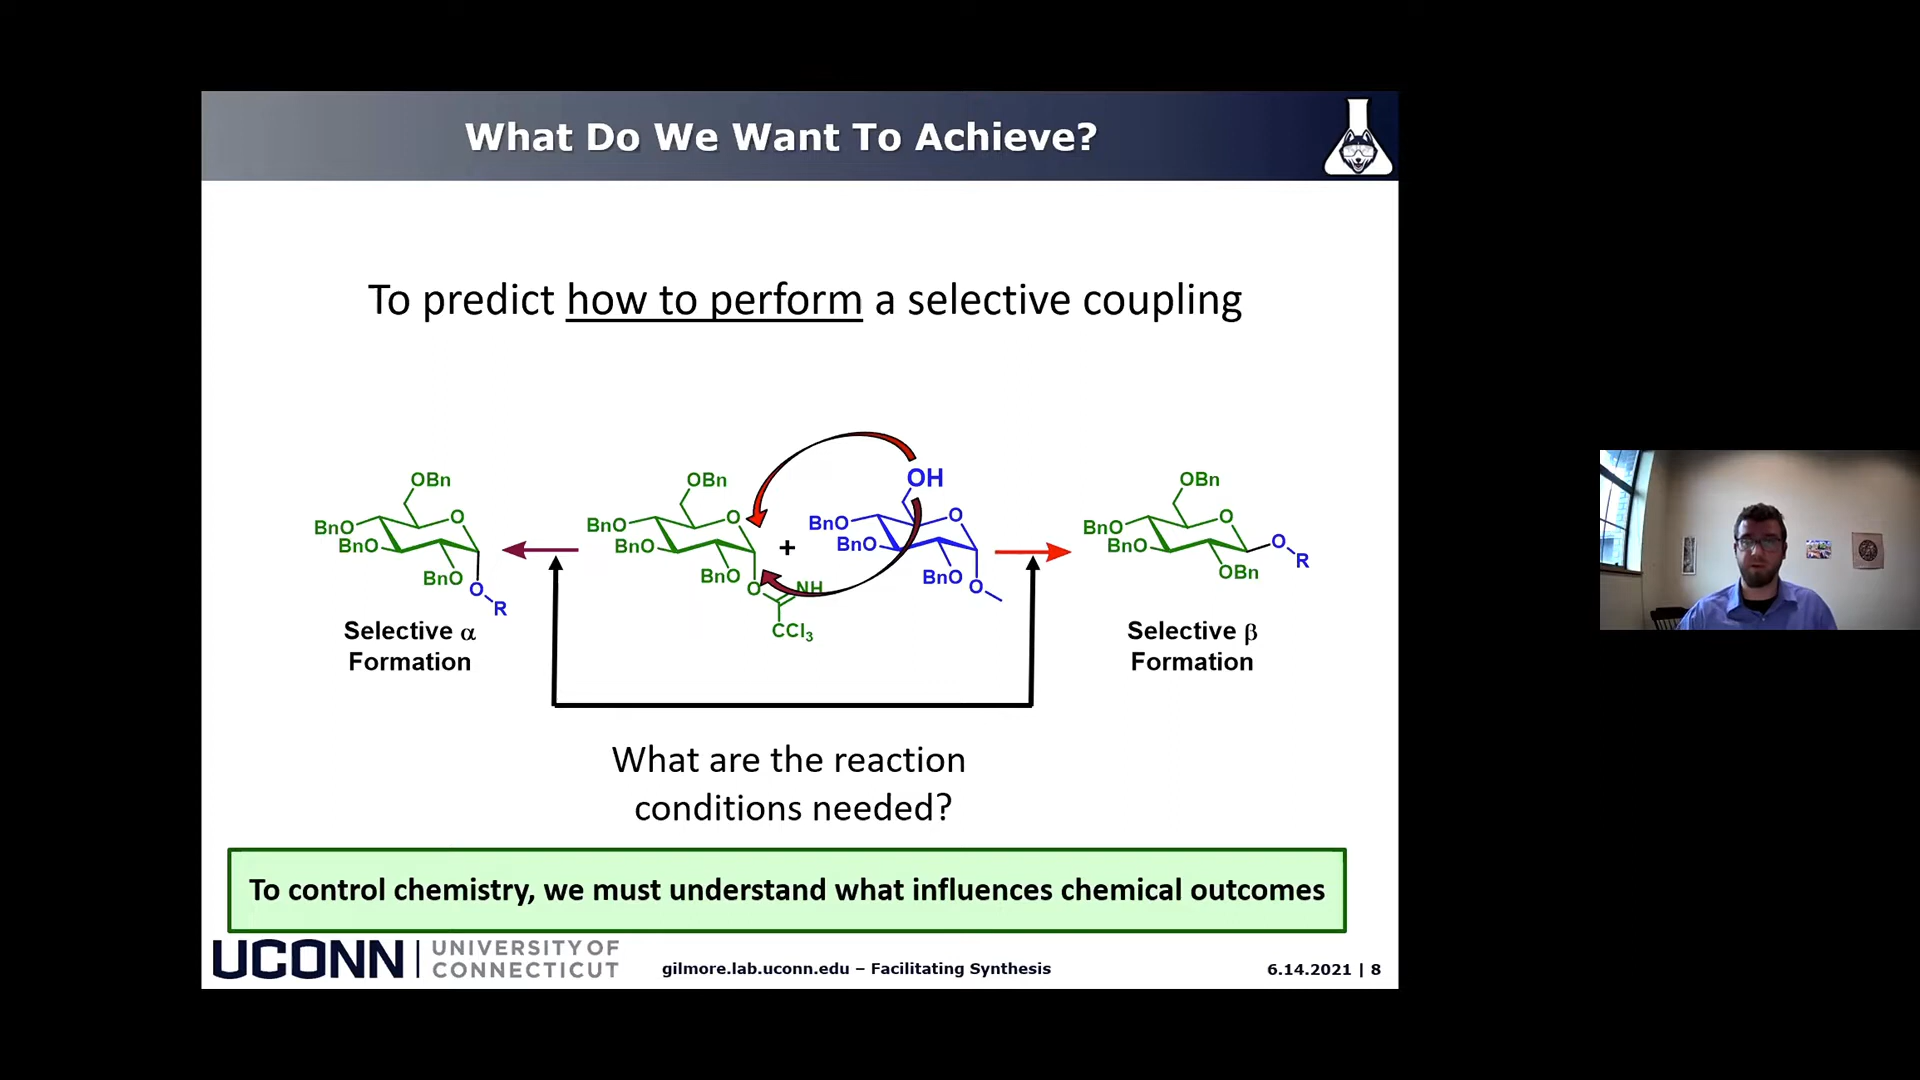 What Do We Want To Achieve?
To predict how to perform a selective coupling
OBn
O
BnO
BnO
BnO
O
R
Selective α
Formation
OBn
O
BnO
BnO
BnO
O
NH
CCl3
+
OH
O
BnO
BnO
BnO
O
OBn
O
BnO
BnO
O
R
OBn
Selective β
Formation
What are the reaction
conditions needed?
To control chemistry, we must understand what influences chemical outcomes
UCONN | UNIVERSITY OF
CONNECTICUT
gilmore.lab.uconn.edu – Facilitating Synthesis
6.14.2021 | 8